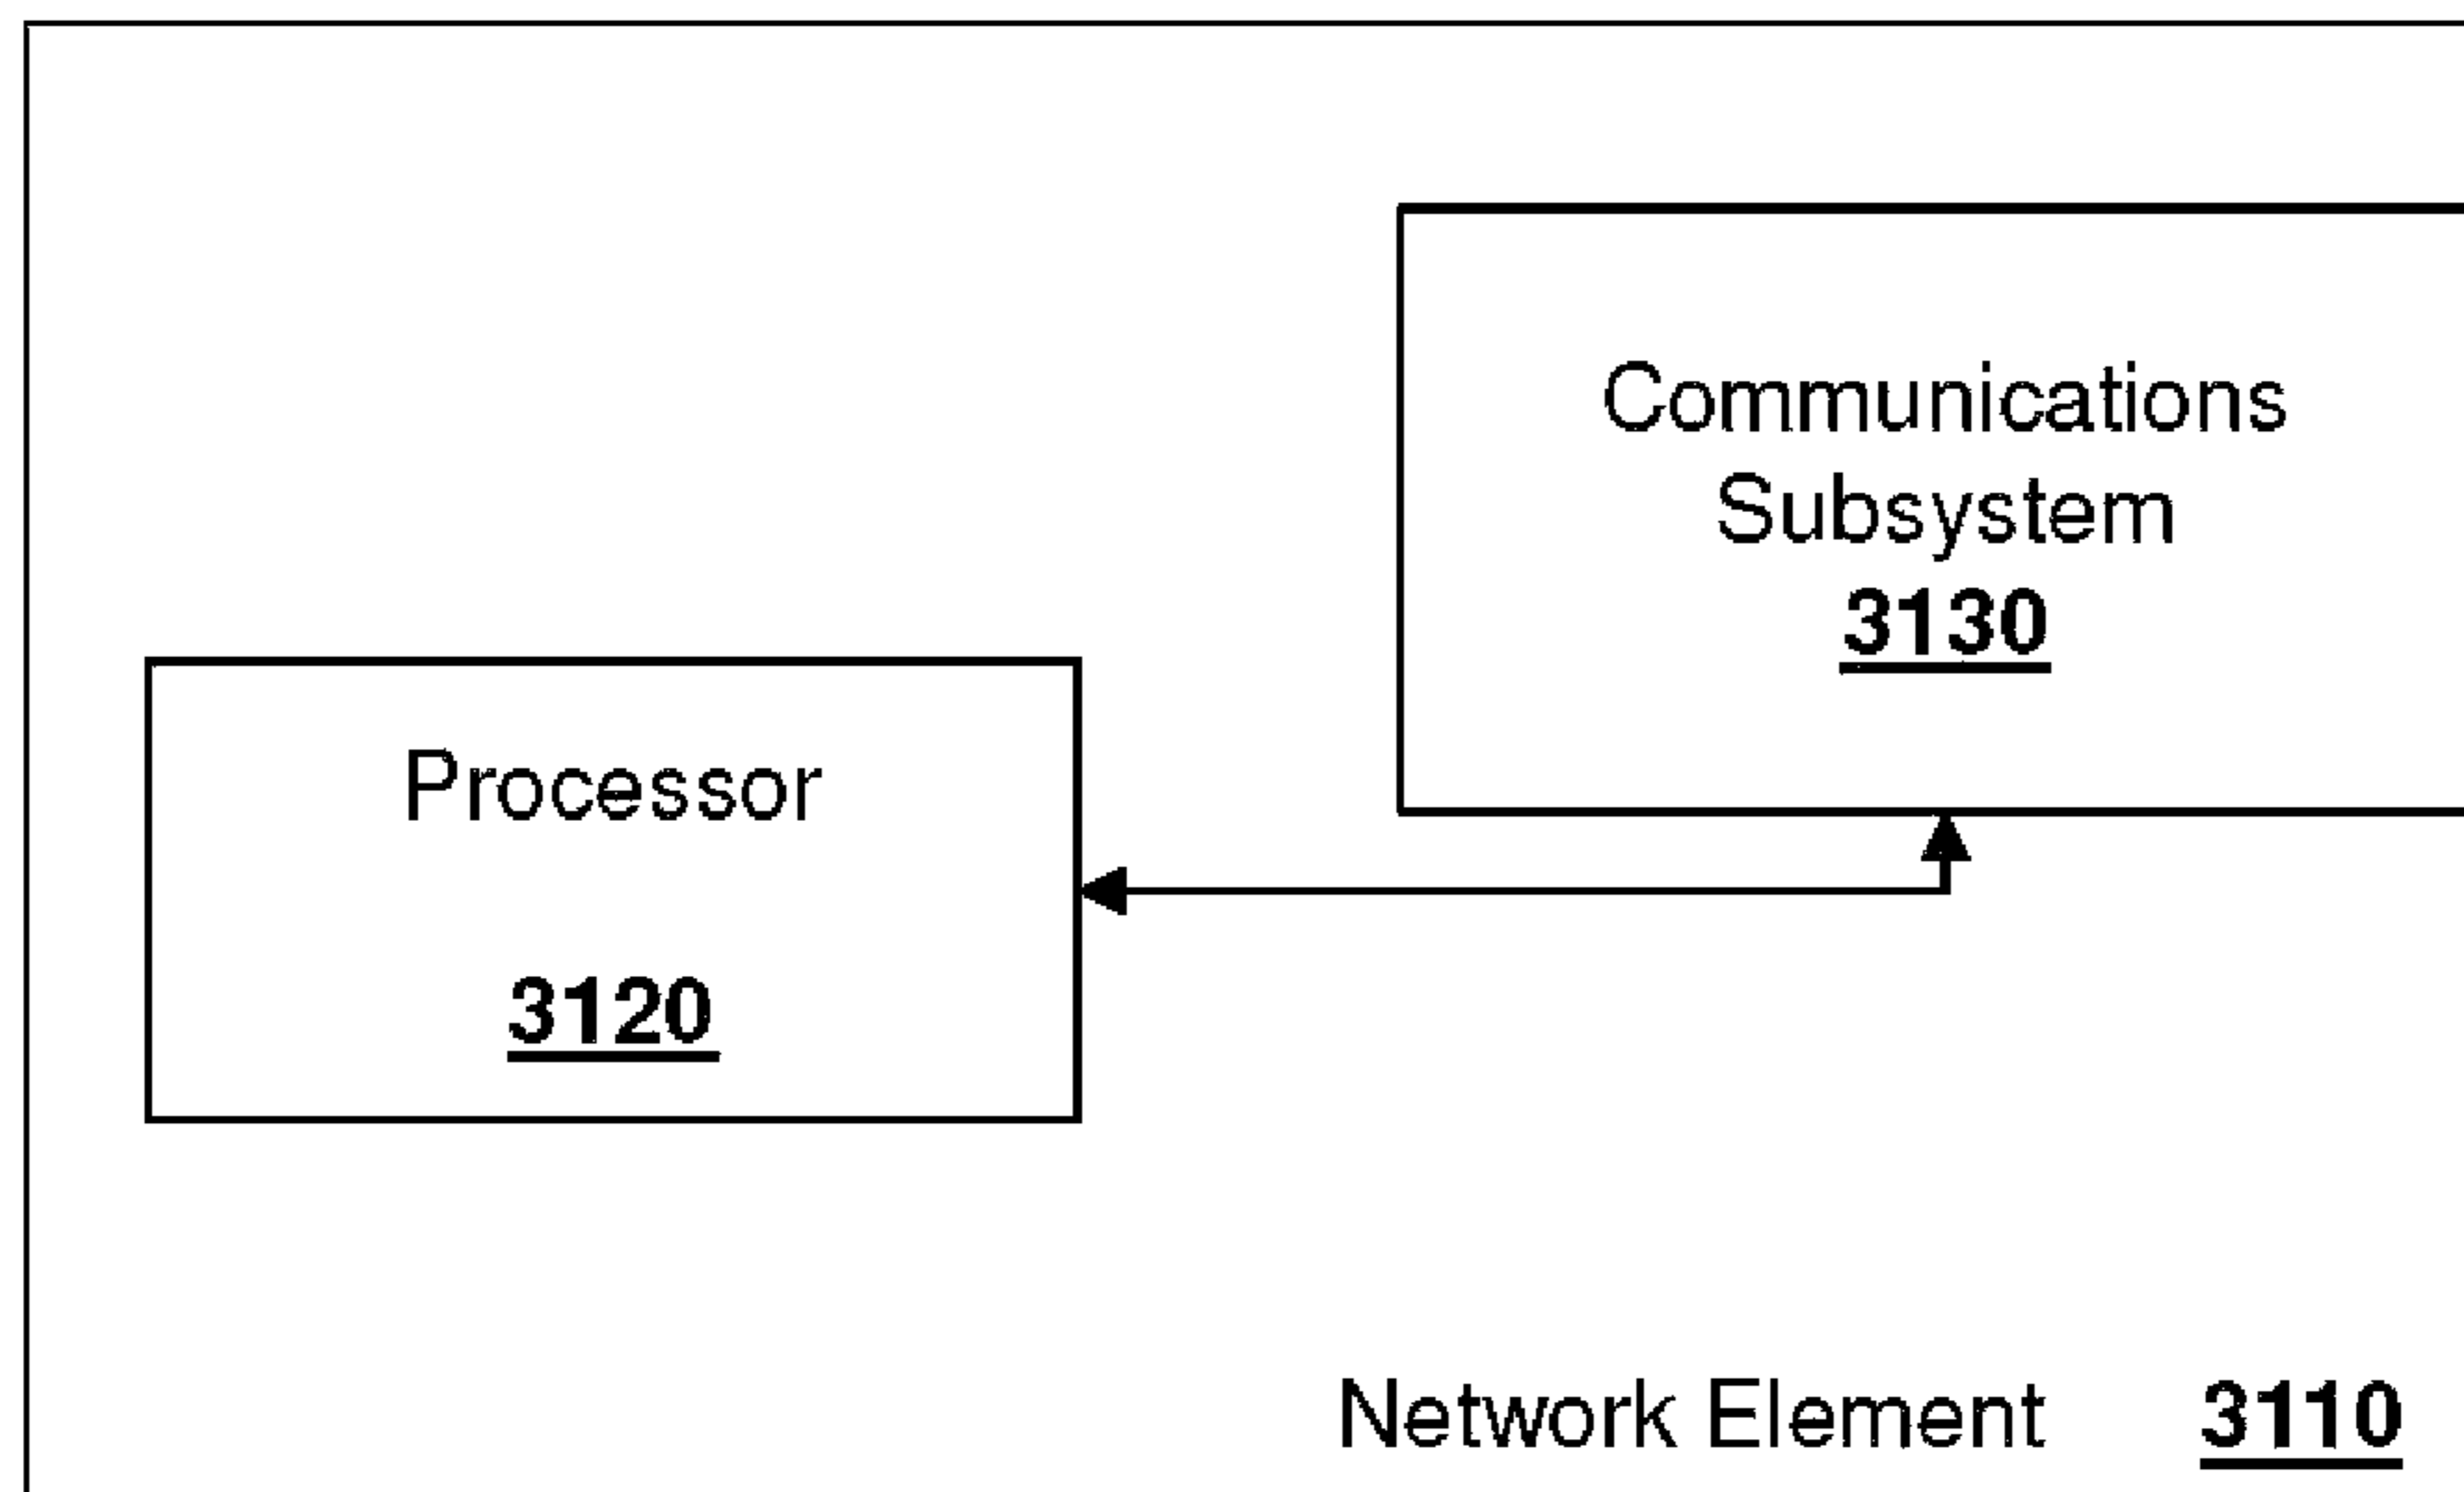 Communications
Subsystem
3130
Processor
3120
Network Element 3110